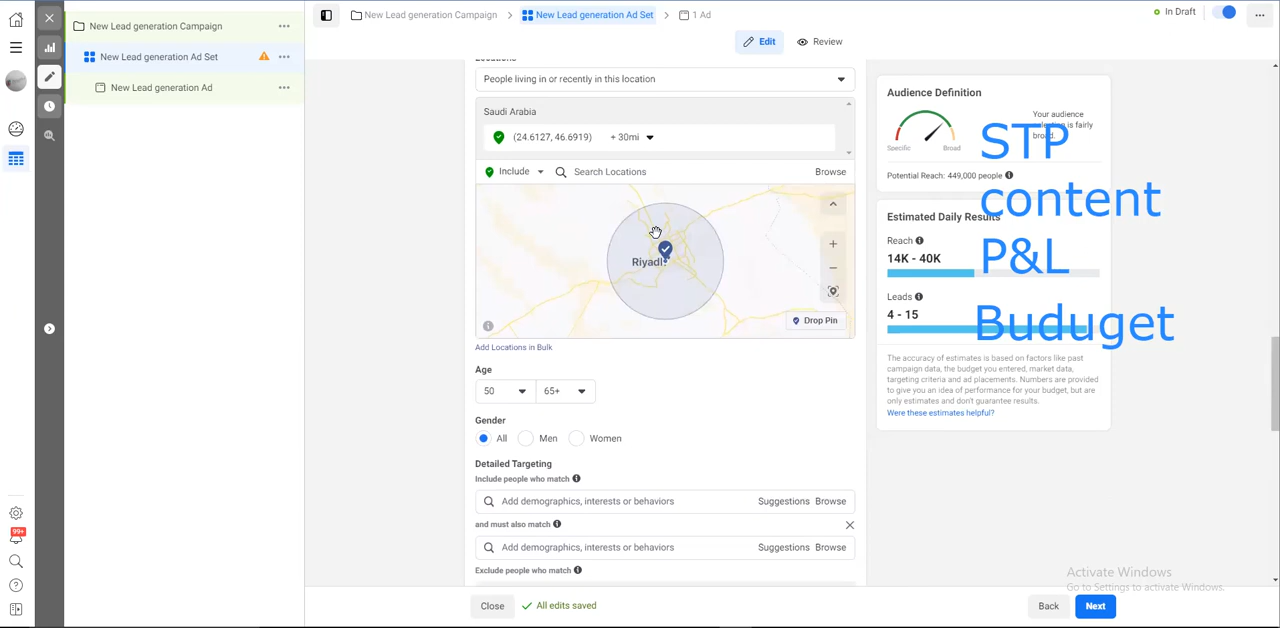 New Lead generation Campaign
New Lead generation Ad Set
New Lead generation Ad
99+
New Lead generation Campaign
New Lead generation Ad Set
1 Ad
In Draft
Edit
Review
Locations
People living in or recently in this location
Saudi Arabia
(24.6127, 46.6919) + 30mi
Include
Search Locations
Browse
Drop Pin
Add Locations in Bulk
Age
50
65+
Gender
All
Men
Women
Detailed Targeting
Include people who match
Add demographics, interests or behaviors
Suggestions Browse
and must also match
Add demographics, interests or behaviors
Suggestions Browse
Exclude people who match
Close
All edits saved
Back
Next
Audience Definition
Specific
Broad
Your audience
selection is fairly
broad.
Potential Reach: 449,000 people
Estimated Daily Results
Reach
14K - 40K
Leads
4 - 15
The accuracy of estimates is based on factors like past
campaign data, the budget you entered, market data,
targeting criteria and ad placements. Numbers are provided
to give you an idea of performance for your budget, but are
only estimates and don't guarantee results.
Were these estimates helpful?
STP
content
P&L
Buduget
Activate Windows
Go to Settings to activate Windows.